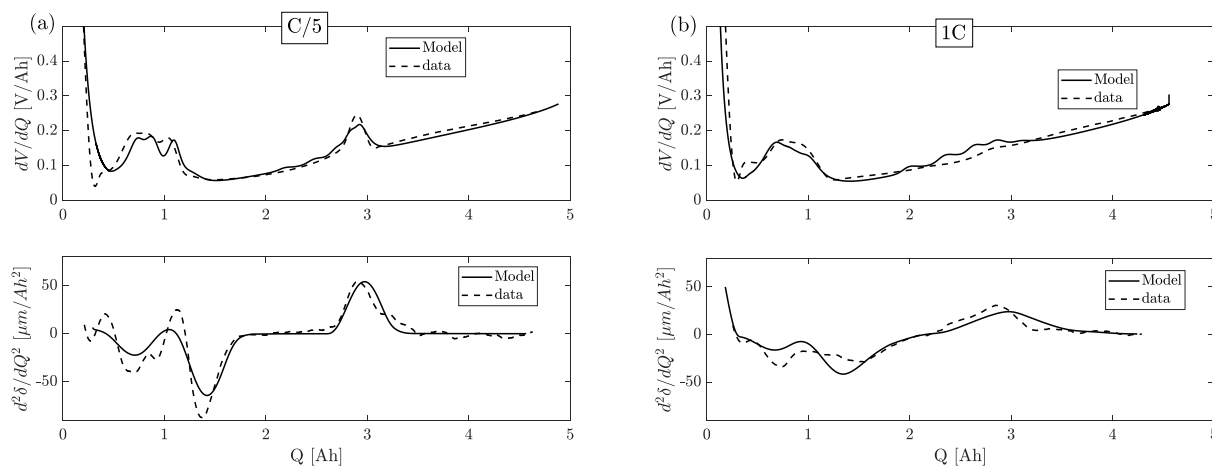 (a)
C/5
dV/dQ [V/Ah]
0.4
0.3
0.2
0.1
0
Model
data
0 1 2 3 4 5
d²δ/dQ² [μm/Ah²]
50
0
-50
Model
data
0 1 2 3 4 5
Q [Ah]
(b)
1C
dV/dQ [V/Ah]
0.4
0.3
0.2
0.1
0
Model
data
0 1 2 3 4 5
d²δ/dQ² [μm/Ah²]
50
0
-50
Model
data
0 1 2 3 4 5
Q [Ah]